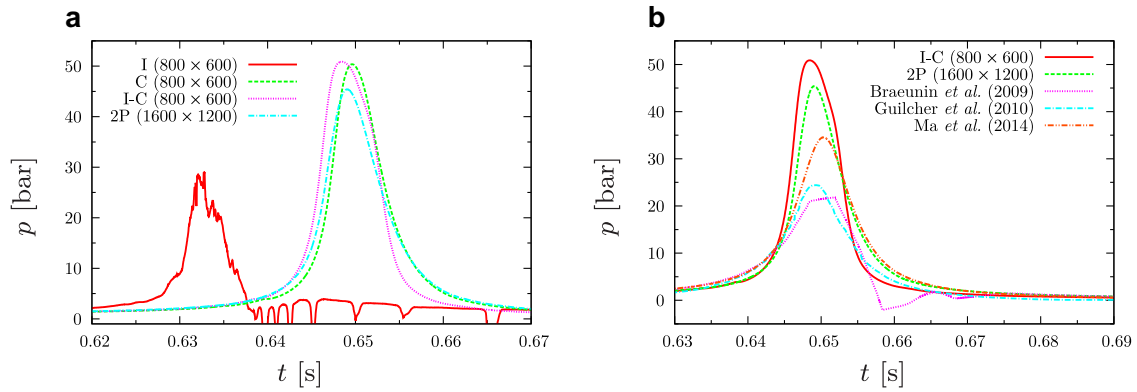 a
I (800 × 600)
C (800 × 600)
I-C (800 × 600)
2P (1600 × 1200)
50
40
30
20
10
0
p [bar]
0.62 0.63 0.64 0.65 0.66 0.67
t [s]
b
I-C (800 × 600)
2P (1600 × 1200)
Braeunin et al. (2009)
Guilcher et al. (2010)
Ma et al. (2014)
50
40
30
20
10
0
p [bar]
0.63 0.64 0.65 0.66 0.67 0.68 0.69
t [s]